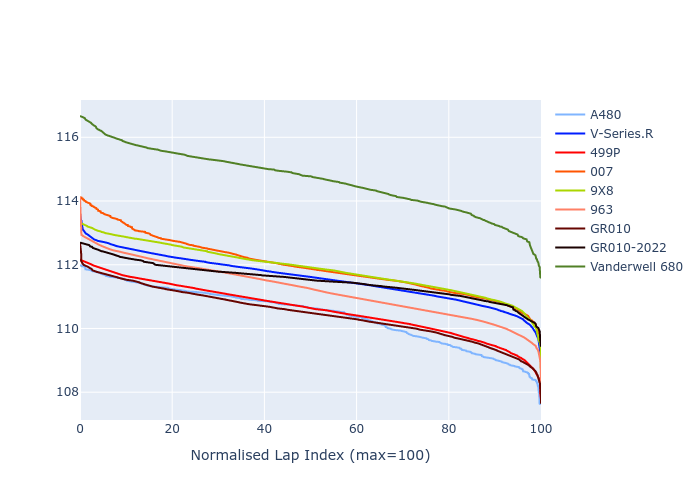 116
114
112
110
108
0 20 40 60 80 100
Normalised Lap Index (max=100)
A480
V-Series.R
499P
007
9X8
963
GR010
GR010-2022
Vanderwell 680